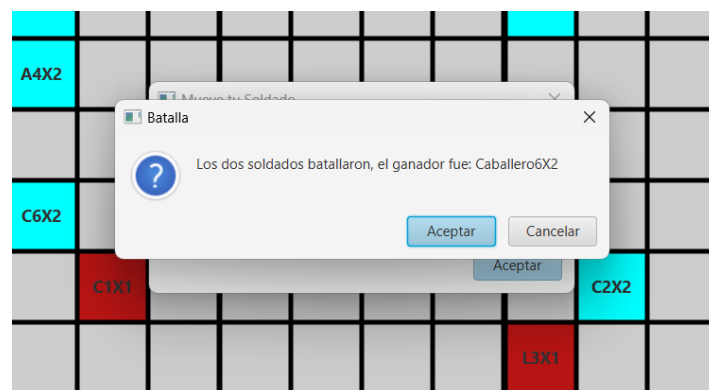 A4X2
Mueve tu Soldado
Batalla
Los dos soldados batallaron, el ganador fue: Caballero6X2
C6X2
Aceptar
Cancelar
Aceptar
C1X1
C2X2
L3X1